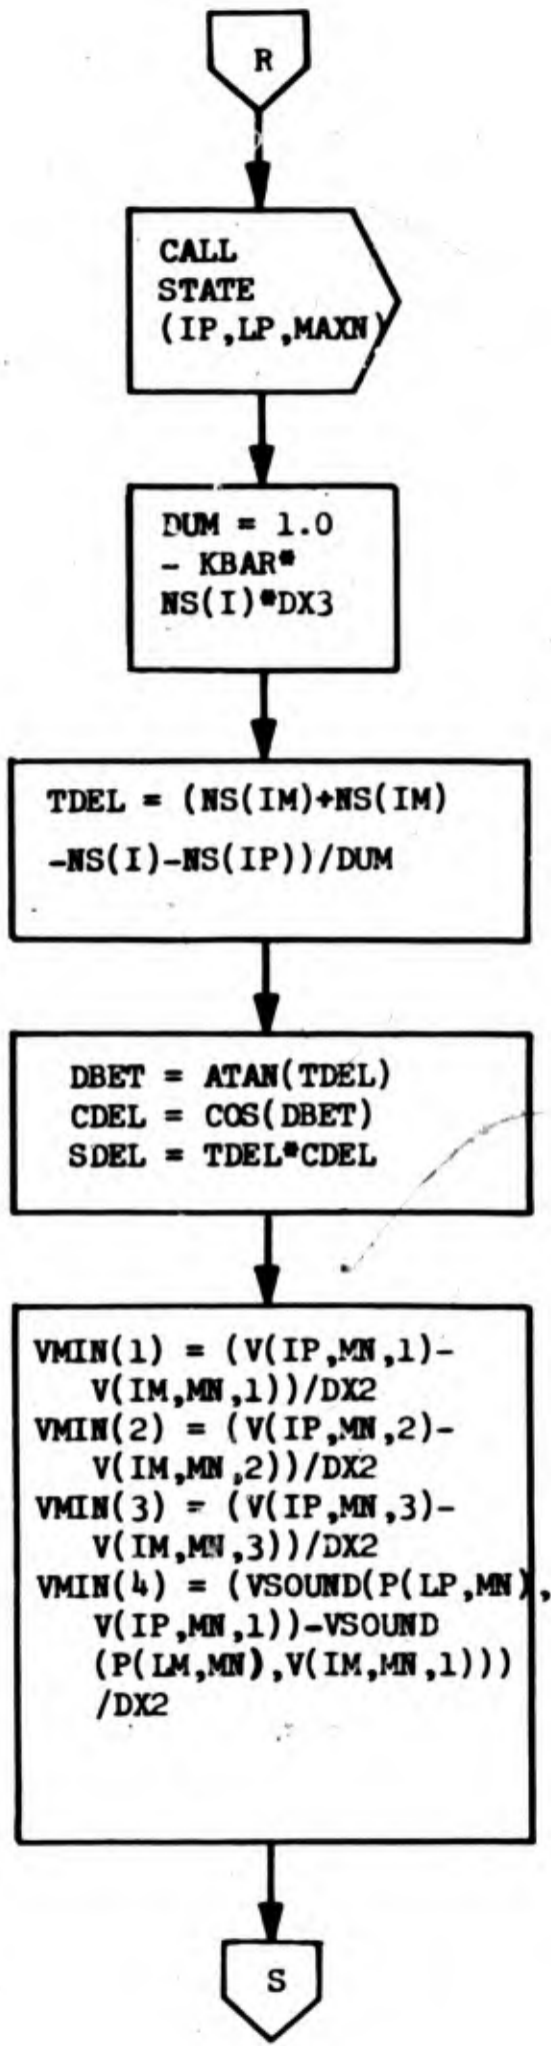 R
CALL
STATE
(IP,LP,MAXN)
DUM = 1.0
- KBAR*
NS(I)*DX3
TDEL = (NS(IM)+NS(IM)
-NS(I)-NS(IP))/DUM
DBET = ATAN(TDEL)
CDEL = COS(DBET)
SDEL = TDEL*CDEL
VMIN(1) = (V(IP,MN,1)-
V(IM,MN,1))/DX2
VMIN(2) = (V(IP,MN,2)-
V(IM,MN,2))/DX2
VMIN(3) = (V(IP,MN,3)-
V(IM,MN,3))/DX2
VMIN(4) = (VSOUND(P(LP,MN),
V(IP,MN,1))-VSOUND
(P(LM,MN),V(IM,MN,1)))
/DX2
S